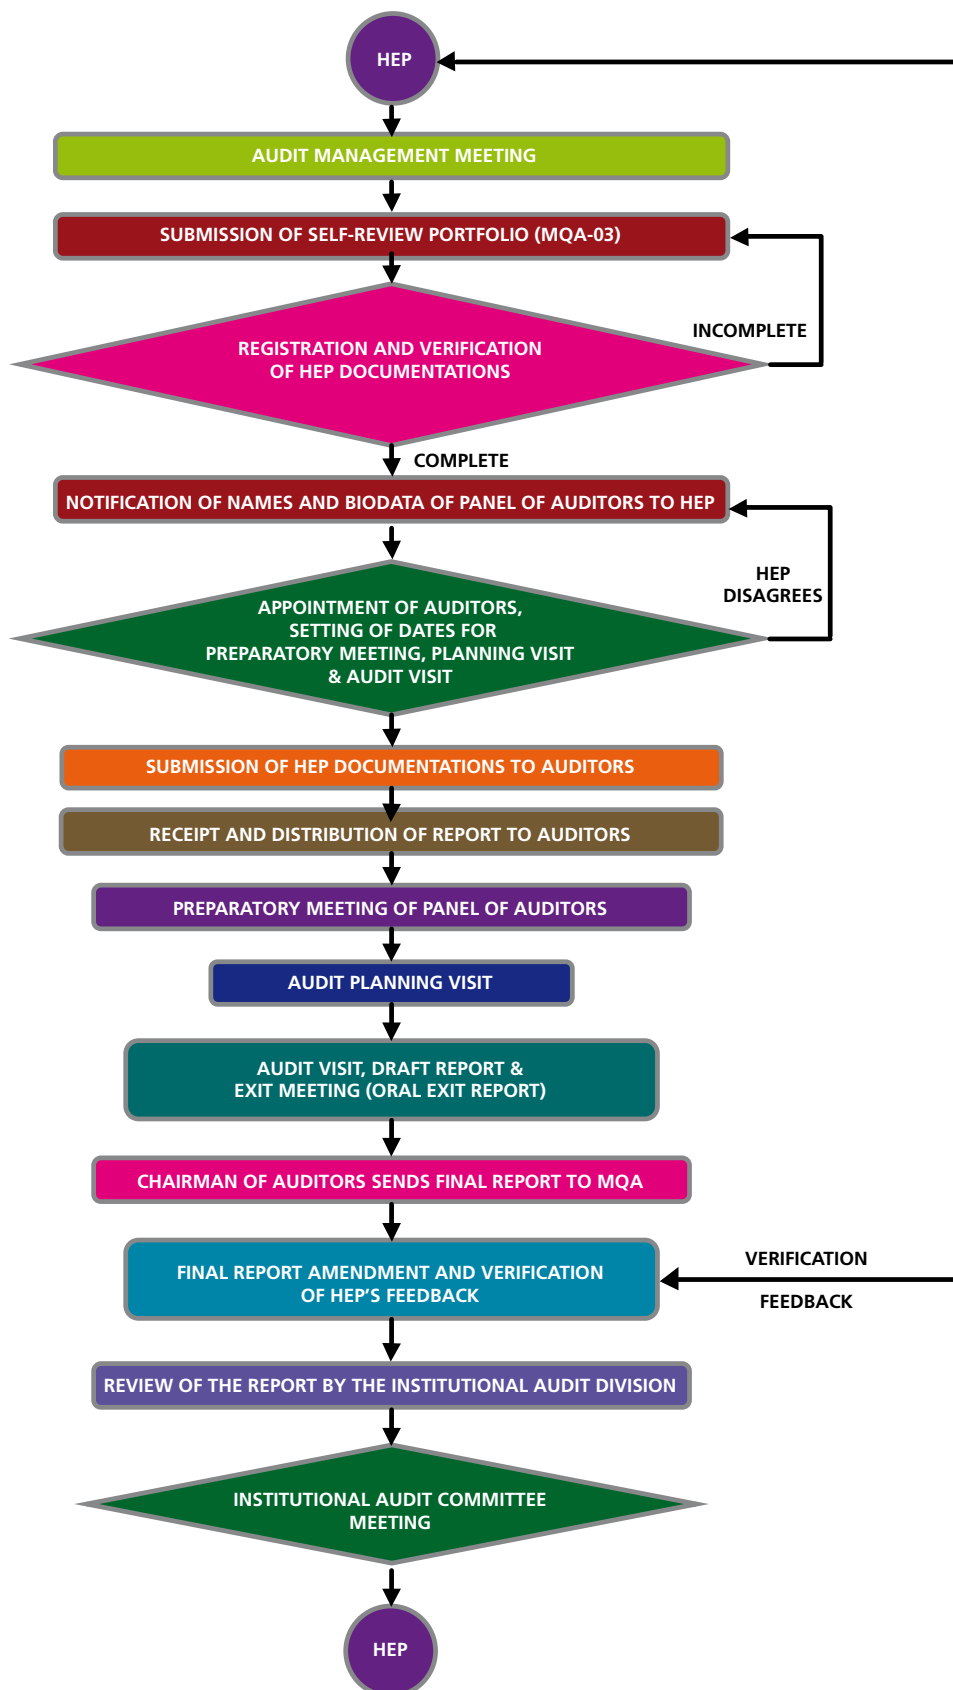 HEP
AUDIT MANAGEMENT MEETING
SUBMISSION OF SELF-REVIEW PORTFOLIO (MQA-03)
INCOMPLETE
REGISTRATION AND VERIFICATION
OF HEP DOCUMENTATIONS
COMPLETE
NOTIFICATION OF NAMES AND BIODATA OF PANEL OF AUDITORS TO HEP
HEP
DISAGREES
APPOINTMENT OF AUDITORS,
SETTING OF DATES FOR
PREPARATORY MEETING, PLANNING VISIT
& AUDIT VISIT
SUBMISSION OF HEP DOCUMENTATIONS TO AUDITORS
RECEIPT AND DISTRIBUTION OF REPORT TO AUDITORS
PREPARATORY MEETING OF PANEL OF AUDITORS
AUDIT PLANNING VISIT
AUDIT VISIT, DRAFT REPORT &
EXIT MEETING (ORAL EXIT REPORT)
CHAIRMAN OF AUDITORS SENDS FINAL REPORT TO MQA
FINAL REPORT AMENDMENT AND VERIFICATION
OF HEP'S FEEDBACK
VERIFICATION
FEEDBACK
REVIEW OF THE REPORT BY THE INSTITUTIONAL AUDIT DIVISION
INSTITUTIONAL AUDIT COMMITTEE
MEETING
HEP